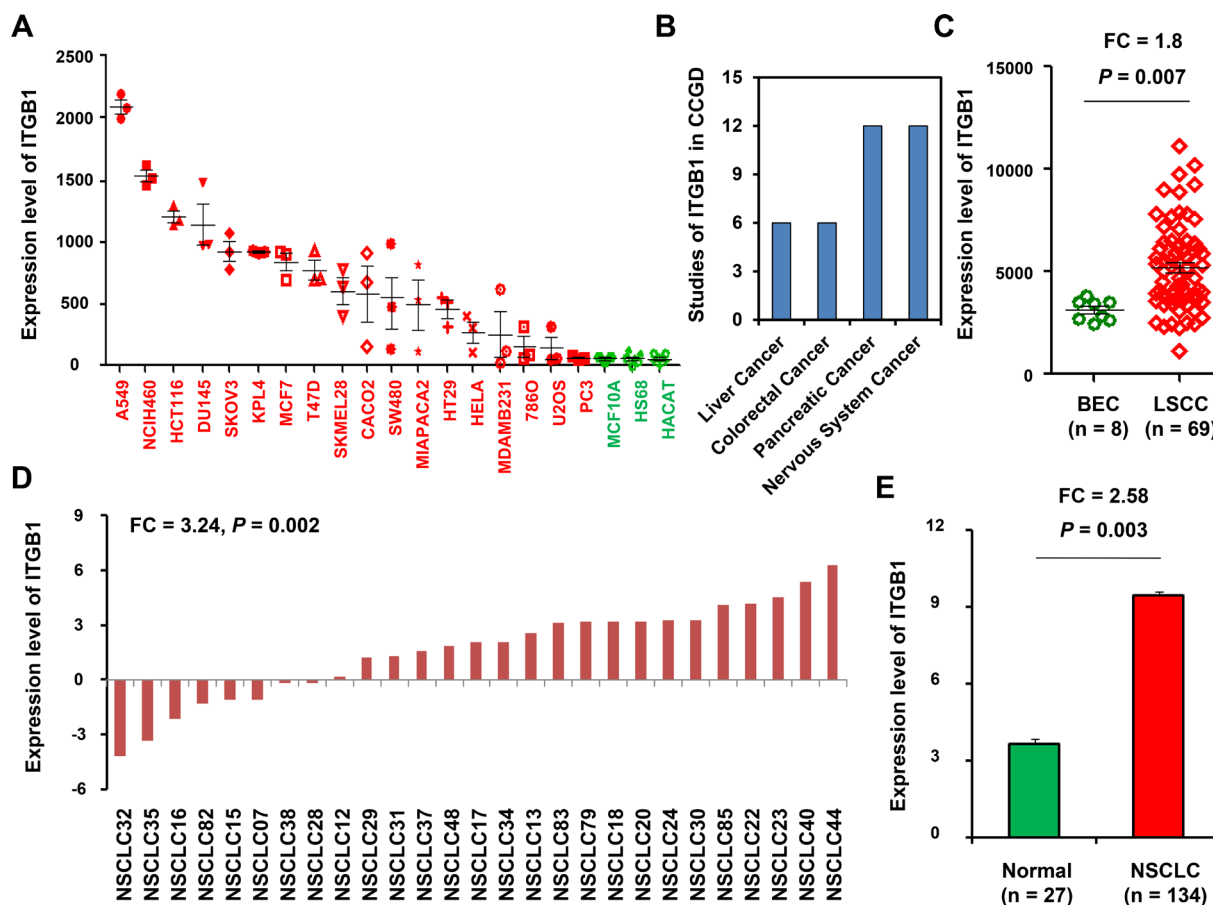 A
Expression level of ITGB1
2500
2000
1500
1000
500
0
A549
NCIH460
HCT116
DU145
SKOV3
KPL4
MCF7
T47D
SKMEL28
CACO2
SW480
MIAPACA2
HT29
HELA
MDAMB231
786O
U2OS
PC3
MCF10A
HS68
HACAT
B
Studies of ITGB1 in CCGD
15
12
9
6
3
0
Liver Cancer
Colorectal Cancer
Pancreatic Cancer
Nervous System Cancer
C
FC = 1.8
P = 0.007
Expression level of ITGB1
15000
10000
5000
0
BEC
(n = 8)
LSCC
(n = 69)
D
FC = 3.24, P = 0.002
Expression level of ITGB1
9
6
3
0
-3
-6
NSCLC32
NSCLC35
NSCLC16
NSCLC82
NSCLC15
NSCLC07
NSCLC38
NSCLC28
NSCLC12
NSCLC29
NSCLC31
NSCLC37
NSCLC48
NSCLC17
NSCLC34
NSCLC13
NSCLC83
NSCLC79
NSCLC18
NSCLC20
NSCLC24
NSCLC30
NSCLC85
NSCLC22
NSCLC23
NSCLC40
NSCLC44
E
FC = 2.58
P = 0.003
Expression level of ITGB1
12
9
6
3
0
Normal
(n = 27)
NSCLC
(n = 134)